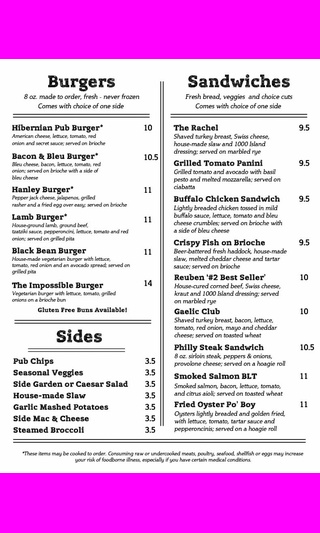 Burgers
8 oz. made to order, fresh - never frozen
Comes with choice of one side
Hibernian Pub Burger* 10
American cheese, lettuce, tomato, red
onion and secret sauce; served on brioche
Bacon & Bleu Burger* 10.5
Bleu cheese, bacon, lettuce, tomato, red
onion; served on brioche with a side of
bleu cheese
Hanley Burger* 11
Pepper jack cheese, jalapenos, grilled
rasher and a fried egg over easy; served on brioche
Lamb Burger* 11
House-ground lamb, ground beef,
taatziki sauce, pepperoncini, lettuce, tomato and red
onion; served on grilled pita
Black Bean Burger 11
House-made vegetarian burger with lettuce,
tomato, red onion and an avocado spread; served on
grilled pita
The Impossible Burger 14
Vegetarian burger with lettuce, tomato, grilled
onions on a brioche bun
Gluten Free Buns Available!
Sides
Pub Chips 3.5
Seasonal Veggies 3.5
Side Garden or Caesar Salad 3.5
House-made Slaw 3.5
Garlic Mashed Potatoes 3.5
Side Mac & Cheese 3.5
Steamed Broccoli 3.5
Sandwiches
Fresh bread, veggies and choice cuts
Comes with choice of one side
The Rachel 9.5
Shaved turkey breast, Swiss cheese,
house-made slaw and 1000 Island
dressing; served on marbled rye
Grilled Tomato Panini 9.5
Grilled tomato and avocado with basil
pesto and melted mozzarella; served on
ciabatta
Buffalo Chicken Sandwich 9.5
Lightly breaded chicken tossed in mild
buffalo sauce, lettuce, tomato and bleu
cheese crumbles; served on brioche with
a side of bleu cheese
Crispy Fish on Brioche 9.5
Beer-battered fresh haddock, house-made
slaw, melted cheddar cheese and tartar
sauce; served on brioche
Reuben '#2 Best Seller' 10
House-cured corned beef, Swiss cheese,
kraut and 1000 Island dressing; served
on marbled rye
Gaelic Club 10
Shaved turkey breast, bacon, lettuce,
tomato, red onion, mayo and cheddar
cheese; served on toasted wheat
Philly Steak Sandwich 10.5
8 oz. sirloin steak, peppers & onions,
provolone cheese; served on a hoagie roll
Smoked Salmon BLT 11
Smoked salmon, bacon, lettuce, tomato,
and citrus aioli; served on toasted wheat
Fried Oyster Po' Boy 11
Oysters lightly breaded and golden fried,
with lettuce, tomato, tartar sauce and
pepperoncinis; served on a hoagie roll
*These items may be cooked to order. Consuming raw or undercooked meats, poultry, seafood, shellfish or eggs may increase
your risk of foodborne illness, especially if you have certain medical conditions.